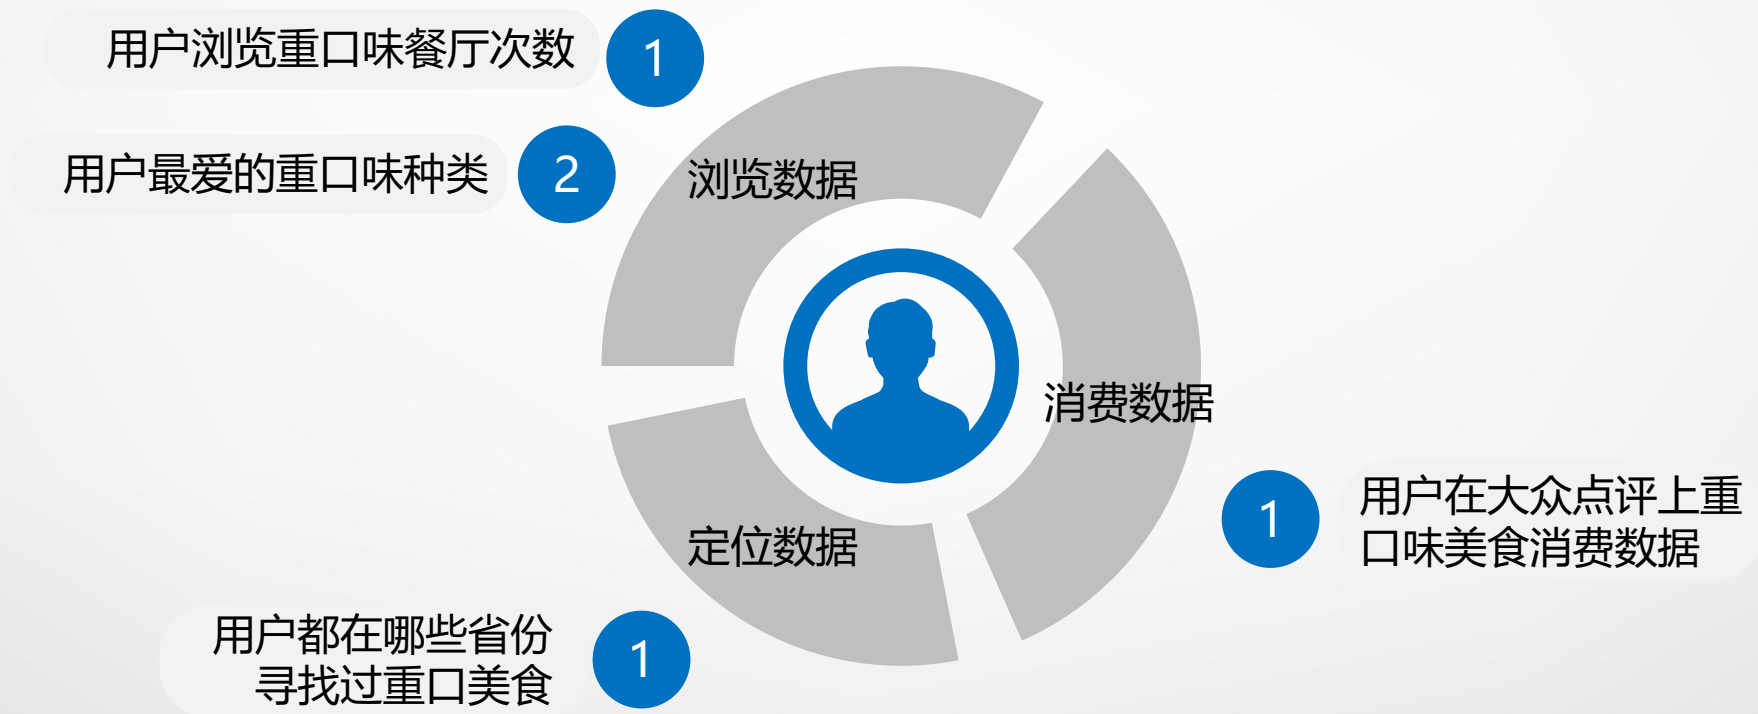 用户浏览重口味餐厅次数
1
用户最爱的重口味种类
2
浏览数据
消费数据
1
用户在大众点评上重
口味美食消费数据
定位数据
用户都在哪些省份
寻找过重口美食
1